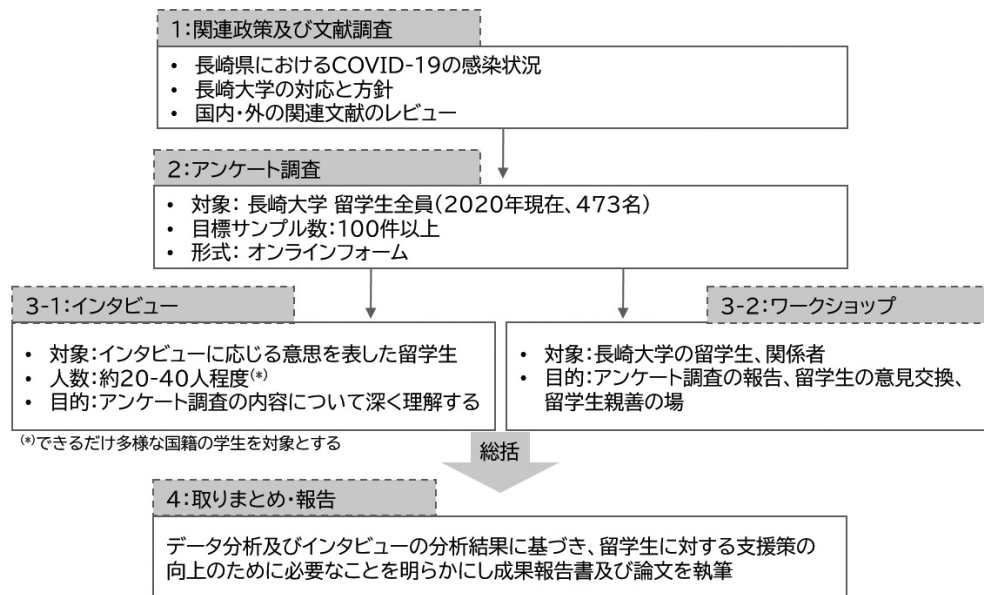 1:関連政策及び文献調査
• 長崎県におけるCOVID-19の感染状況
• 長崎大学の対応と方針
• 国内・外の関連文献のレビュー
2:アンケート調査
• 対象: 長崎大学 留学生全員(2020年現在、473名)
• 目標サンプル数:100件以上
• 形式: オンラインフォーム
3-1:インタビュー
• 対象:インタビューに応じる意思を表した留学生
• 人数:約20-40人程度(*)
• 目的:アンケート調査の内容について深く理解する
(*)できるだけ多様な国籍の学生を対象とする
3-2:ワークショップ
• 対象:長崎大学の留学生、関係者
• 目的:アンケート調査の報告、留学生の意見交換、
留学生親善の場
総括
4:取りまとめ・報告
データ分析及びインタビューの分析結果に基づき、留学生に対する支援策の
向上のために必要なことを明らかにし成果報告書及び論文を執筆